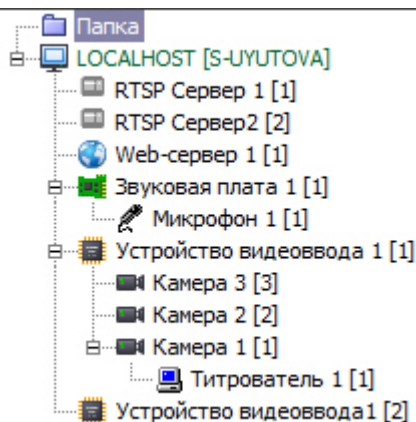 Папка
LOCALHOST [S-UYUTOVA]
RTSP Сервер 1 [1]
RTSP Сервер2 [2]
Web-сервер 1 [1]
Звуковая плата 1 [1]
Микрофон 1 [1]
Устройство видеоввода 1 [1]
Камера 3 [3]
Камера 2 [2]
Камера 1 [1]
Титрователь 1 [1]
Устройство видеоввода1 [2]